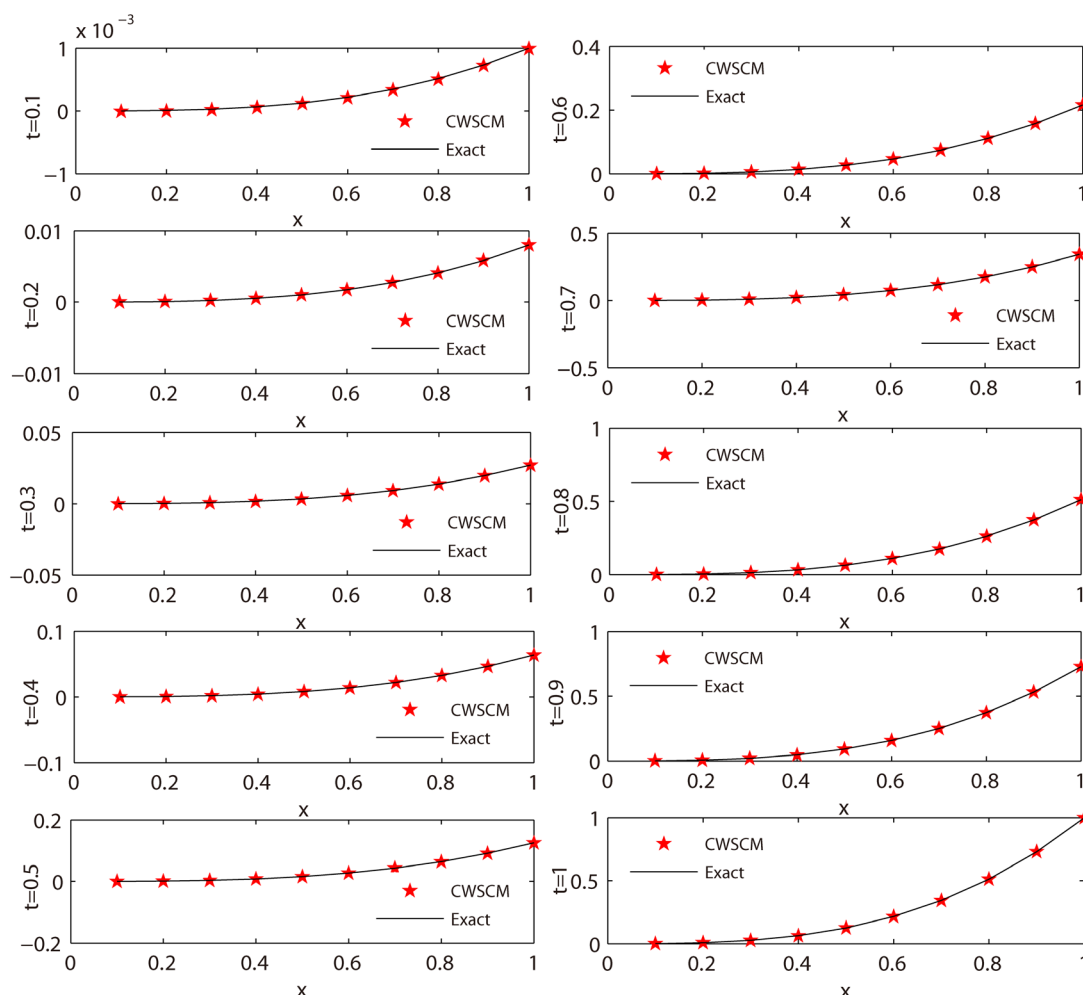 x 10⁻³
1
0
−1
t=0.1
CWSCM
Exact
0 0.2 0.4 0.6 0.8 1
x
0.01
0
−0.01
t=0.2
CWSCM
Exact
0 0.2 0.4 0.6 0.8 1
x
0.05
0
−0.05
t=0.3
CWSCM
Exact
0 0.2 0.4 0.6 0.8 1
x
0.1
0
−0.1
t=0.4
CWSCM
Exact
0 0.2 0.4 0.6 0.8 1
x
0.2
0
−0.2
t=0.5
CWSCM
Exact
0 0.2 0.4 0.6 0.8 1
x
0.4
0.2
0
t=0.6
CWSCM
Exact
0 0.2 0.4 0.6 0.8 1
x
0.5
0
−0.5
t=0.7
CWSCM
Exact
0 0.2 0.4 0.6 0.8 1
x
1
0.5
0
t=0.8
CWSCM
Exact
0 0.2 0.4 0.6 0.8 1
x
1
0.5
0
t=0.9
CWSCM
Exact
0 0.2 0.4 0.6 0.8 1
x
1
0.5
0
t=1
CWSCM
Exact
0 0.2 0.4 0.6 0.8 1
x